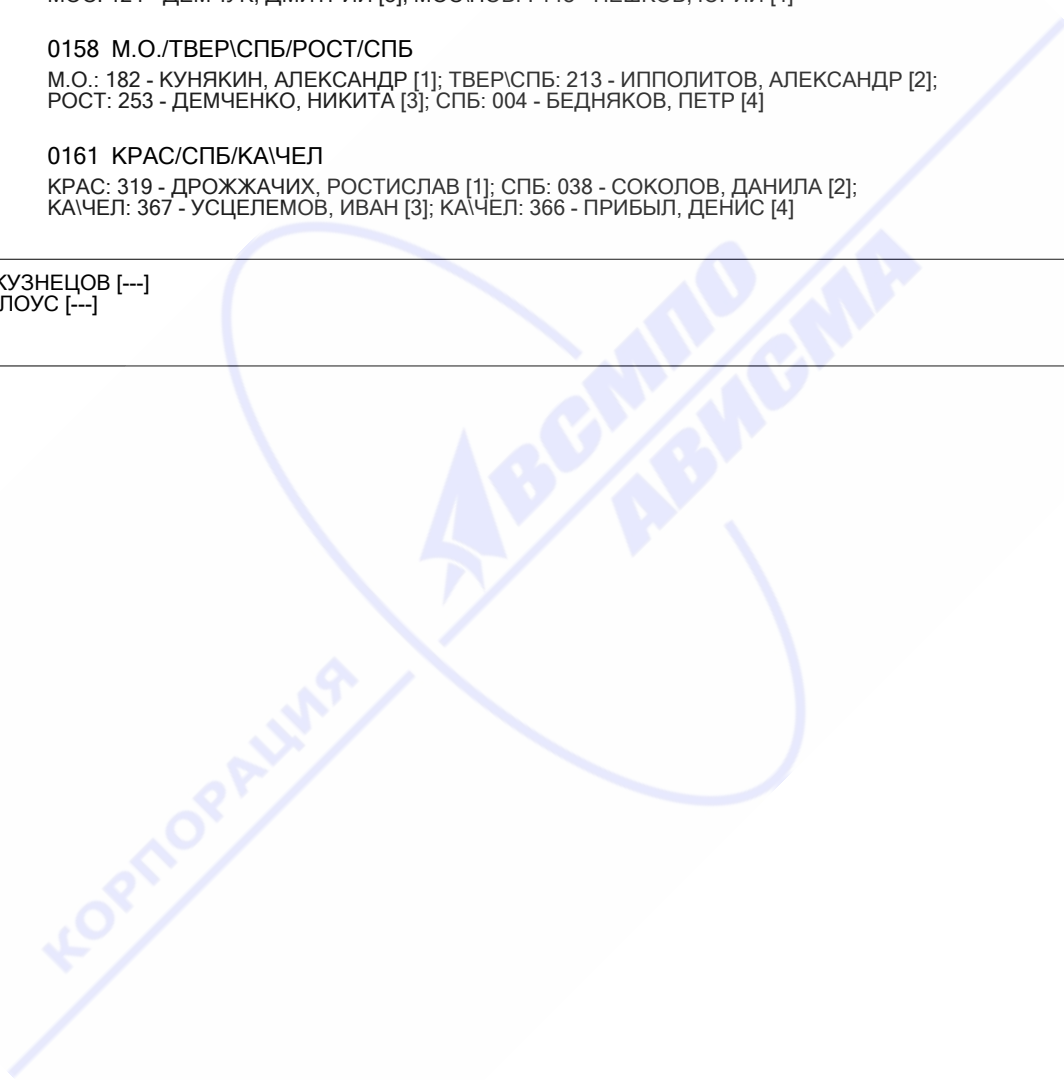 0158 М.О./ТВЕР\СПБ/РОСТ/СПБ
М.О.: 182 - КУНЯКИН, АЛЕКСАНДР [1]; ТВЕР\СПБ: 213 - ИППОЛИТОВ, АЛЕКСАНДР [2];
РОСТ: 253 - ДЕМЧЕНКО, НИКИТА [3]; СПБ: 004 - БЕДНЯКОВ, ПЕТР [4]
0161 КРАС/СПБ/КА\ЧЕЛ
КРАС: 319 - ДРОЖЖАЧИХ, РОСТИСЛАВ [1]; СПБ: 038 - СОКОЛОВ, ДАНИЛА [2];
КА\ЧЕЛ: 367 - УСЦЕЛЕМОВ, ИВАН [3]; КА\ЧЕЛ: 366 - ПРИБЫЛ, ДЕНИС [4]
КУЗНЕЦОВ [---]
ЛОУС [---]
ВСМПО
АВИСМА
КОРПОРАЦИЯ